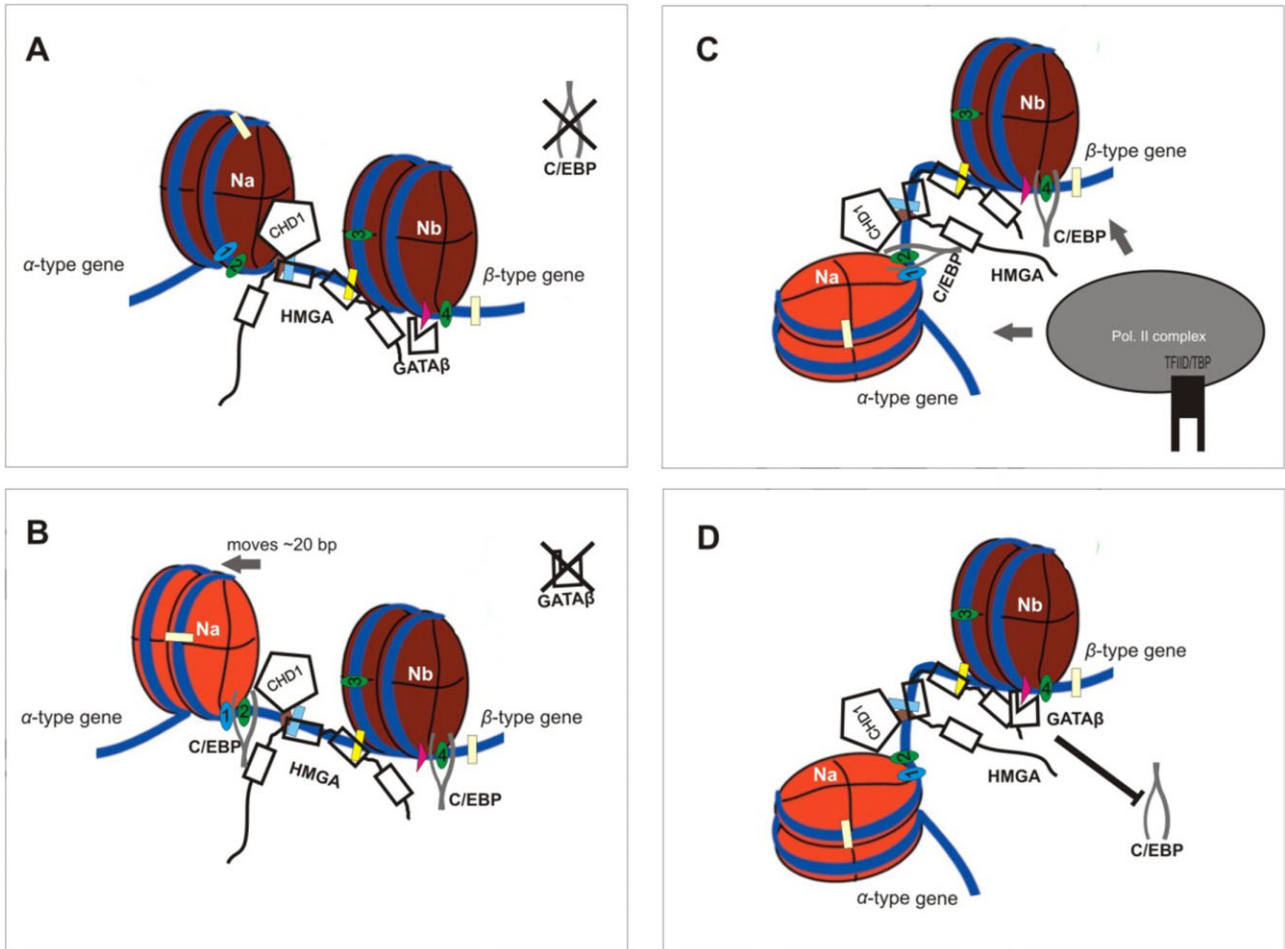 A
C/EBP
Na
CHD1
Nb
3
1
2
α-type gene
β-type gene
4
HMGA
GATAβ
B
moves ~20 bp
GATAβ
Na
CHD1
Nb
3
1
2
α-type gene
β-type gene
C/EBP
4
HMGA
C/EBP
C
Nb
3
β-type gene
CHD1
4
C/EBP
2
1
Na
C/EBP
HMGA
Pol. II complex
TFIID/TBP
α-type gene
D
Nb
3
β-type gene
CHD1
4
GATAβ
2
1
Na
HMGA
C/EBP
α-type gene